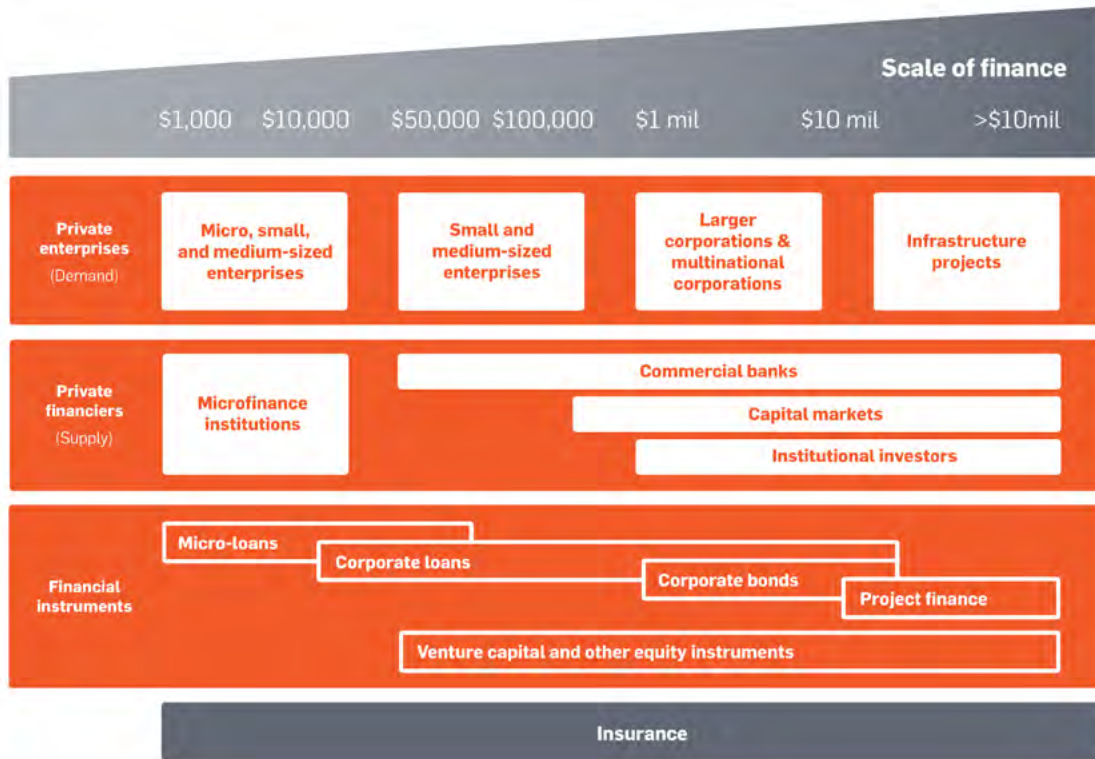 Scale of finance
$1,000 $10,000 $50,000 $100,000 $1 mil $10 mil >$10mil
Private
enterprises
(Demand)
Micro, small,
and medium-sized
enterprises
Small and
medium-sized
enterprises
Larger
corporations &
multinational
corporations
Infrastructure
projects
Private
financiers
(Supply)
Microfinance
institutions
Commercial banks
Capital markets
Institutional investors
Financial
instruments
Micro-loans
Corporate loans
Corporate bonds
Project finance
Venture capital and other equity instruments
Insurance